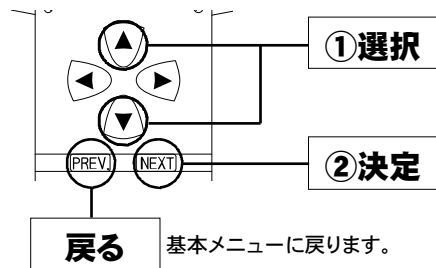 ①選択
PREV.
NEXT
②決定
戻る
基本メニューに戻ります。